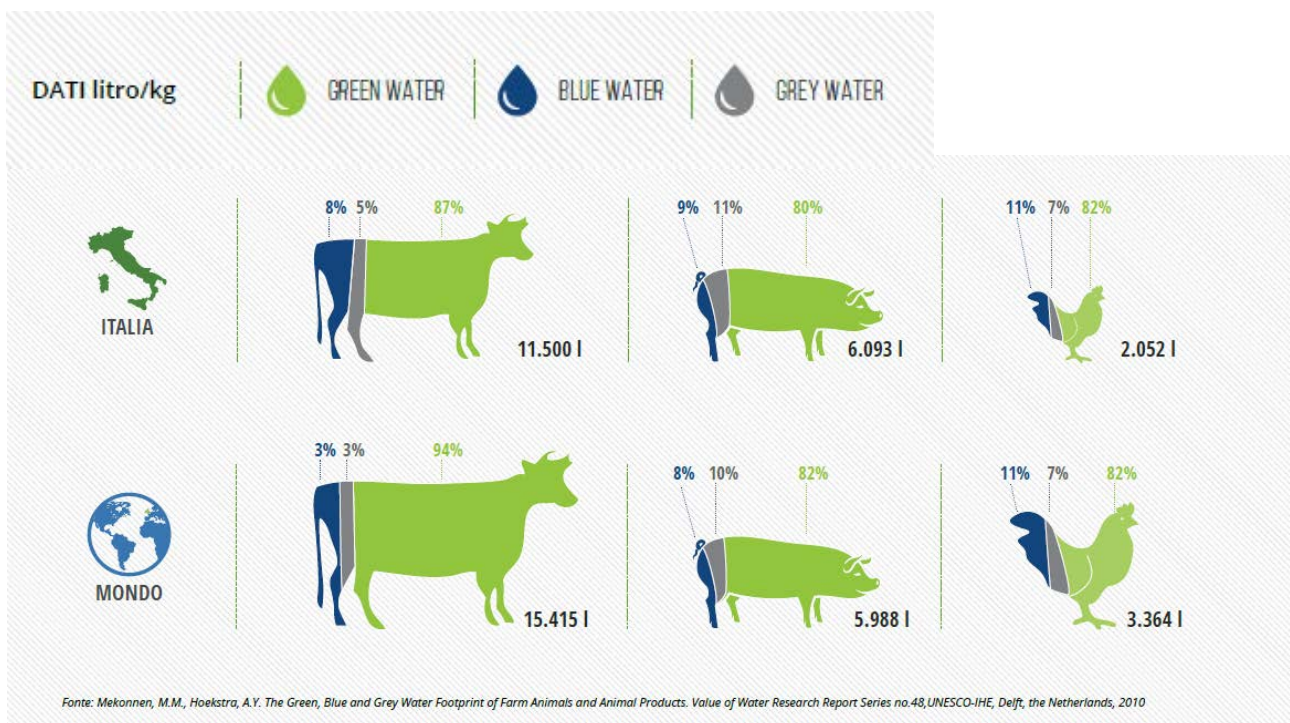 DATI litro/kg
GREEN WATER
BLUE WATER
GREY WATER
8% 5% 87%
9% 11% 80%
11% 7% 82%
ITALIA
11.500 l
6.093 l
2.052 l
3% 3% 94%
8% 10% 82%
11% 7% 82%
MONDO
15.415 l
5.988 l
3.364 l
Fonte: Mekonnen, M.M., Hoekstra, A.Y. The Green, Blue and Grey Water Footprint of Farm Animals and Animal Products. Value of Water Research Report Series no.48,UNESCO-IHE, Delft, the Netherlands, 2010